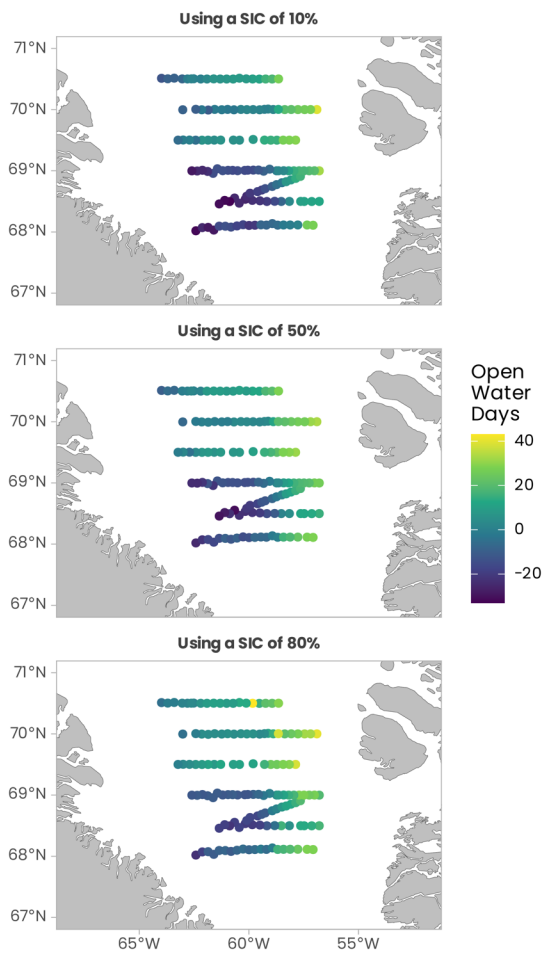 Using a SIC of 10%
71°N
70°N
69°N
68°N
67°N
Using a SIC of 50%
71°N
70°N
69°N
68°N
67°N
Open
Water
Days
40
20
0
-20
Using a SIC of 80%
71°N
70°N
69°N
68°N
67°N
65°W 60°W 55°W